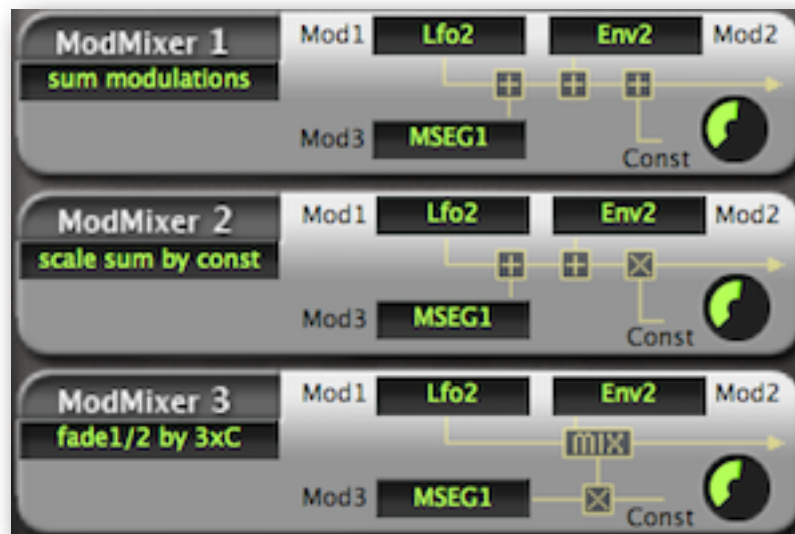 ModMixer 1 Mod1 Lfo2 Env2 Mod2
sum modulations
Mod3 MSEG1 Const
ModMixer 2 Mod1 Lfo2 Env2 Mod2
scale sum by const
Mod3 MSEG1 Const
ModMixer 3 Mod1 Lfo2 Env2 Mod2
fade1/2 by 3xC MIX
Mod3 MSEG1 Const